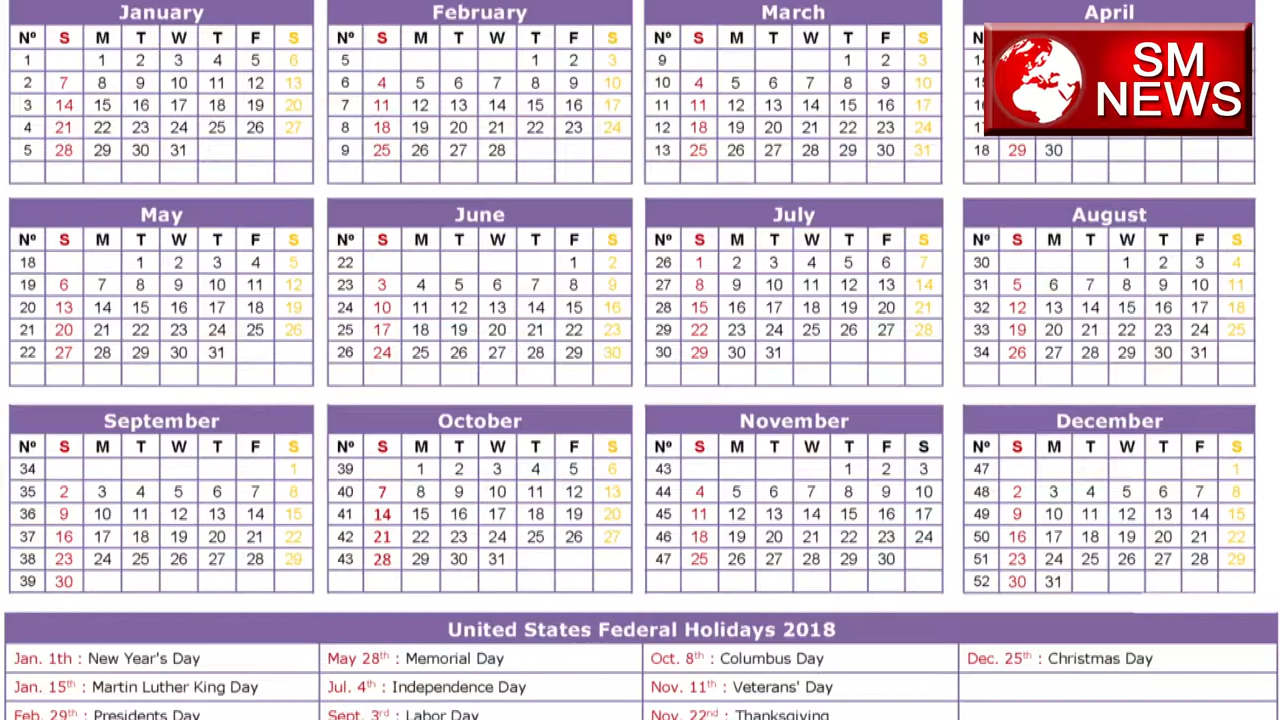 January February March April
Nº S M T W T F S Nº S M T W T F S Nº S M T W T F S
1 1 2 3 4 5 6 5 1 2 3 9 1 2 3
2 7 8 9 10 11 12 13 6 4 5 6 7 8 9 10 10 4 5 6 7 8 9 10
3 14 15 16 17 18 19 20 7 11 12 13 14 15 16 17 11 11 12 13 14 15 16 17
4 21 22 23 24 25 26 27 8 18 19 20 21 22 23 24 12 18 19 20 21 22 23 24
5 28 29 30 31 9 25 26 27 28 13 25 26 27 28 29 30 31 18 29 30
SM
NEWS
May June July August
Nº S M T W T F S Nº S M T W T F S Nº S M T W T F S Nº S M T W T F S
18 1 2 3 4 5 22 1 2 26 1 2 3 4 5 6 7 30 1 2 3 4
19 6 7 8 9 10 11 12 23 3 4 5 6 7 8 9 27 8 9 10 11 12 13 14 31 5 6 7 8 9 10 11
20 13 14 15 16 17 18 19 24 10 11 12 13 14 15 16 28 15 16 17 18 19 20 21 32 12 13 14 15 16 17 18
21 20 21 22 23 24 25 26 25 17 18 19 20 21 22 23 29 22 23 24 25 26 27 28 33 19 20 21 22 23 24 25
22 27 28 29 30 31 26 24 25 26 27 28 29 30 30 29 30 31 34 26 27 28 29 30 31
September October November December
Nº S M T W T F S Nº S M T W T F S Nº S M T W T F S Nº S M T W T F S
34 1 39 1 2 3 4 5 6 43 1 2 3 47 1
35 2 3 4 5 6 7 8 40 7 8 9 10 11 12 13 44 4 5 6 7 8 9 10 48 2 3 4 5 6 7 8
36 9 10 11 12 13 14 15 41 14 15 16 17 18 19 20 45 11 12 13 14 15 16 17 49 9 10 11 12 13 14 15
37 16 17 18 19 20 21 22 42 21 22 23 24 25 26 27 46 18 19 20 21 22 23 24 50 16 17 18 19 20 21 22
38 23 24 25 26 27 28 29 43 28 29 30 31 47 25 26 27 28 29 30 51 23 24 25 26 27 28 29
39 30 52 30 31
United States Federal Holidays 2018
Jan. 1th : New Year's Day May 28th : Memorial Day Oct. 8th : Columbus Day Dec. 25th : Christmas Day
Jan. 15th : Martin Luther King Day Jul. 4th : Independence Day Nov. 11th : Veterans' Day
Feb. 29th : Presidents Day Sept. 3rd : Labor Day Nov. 22nd : Thanksgiving